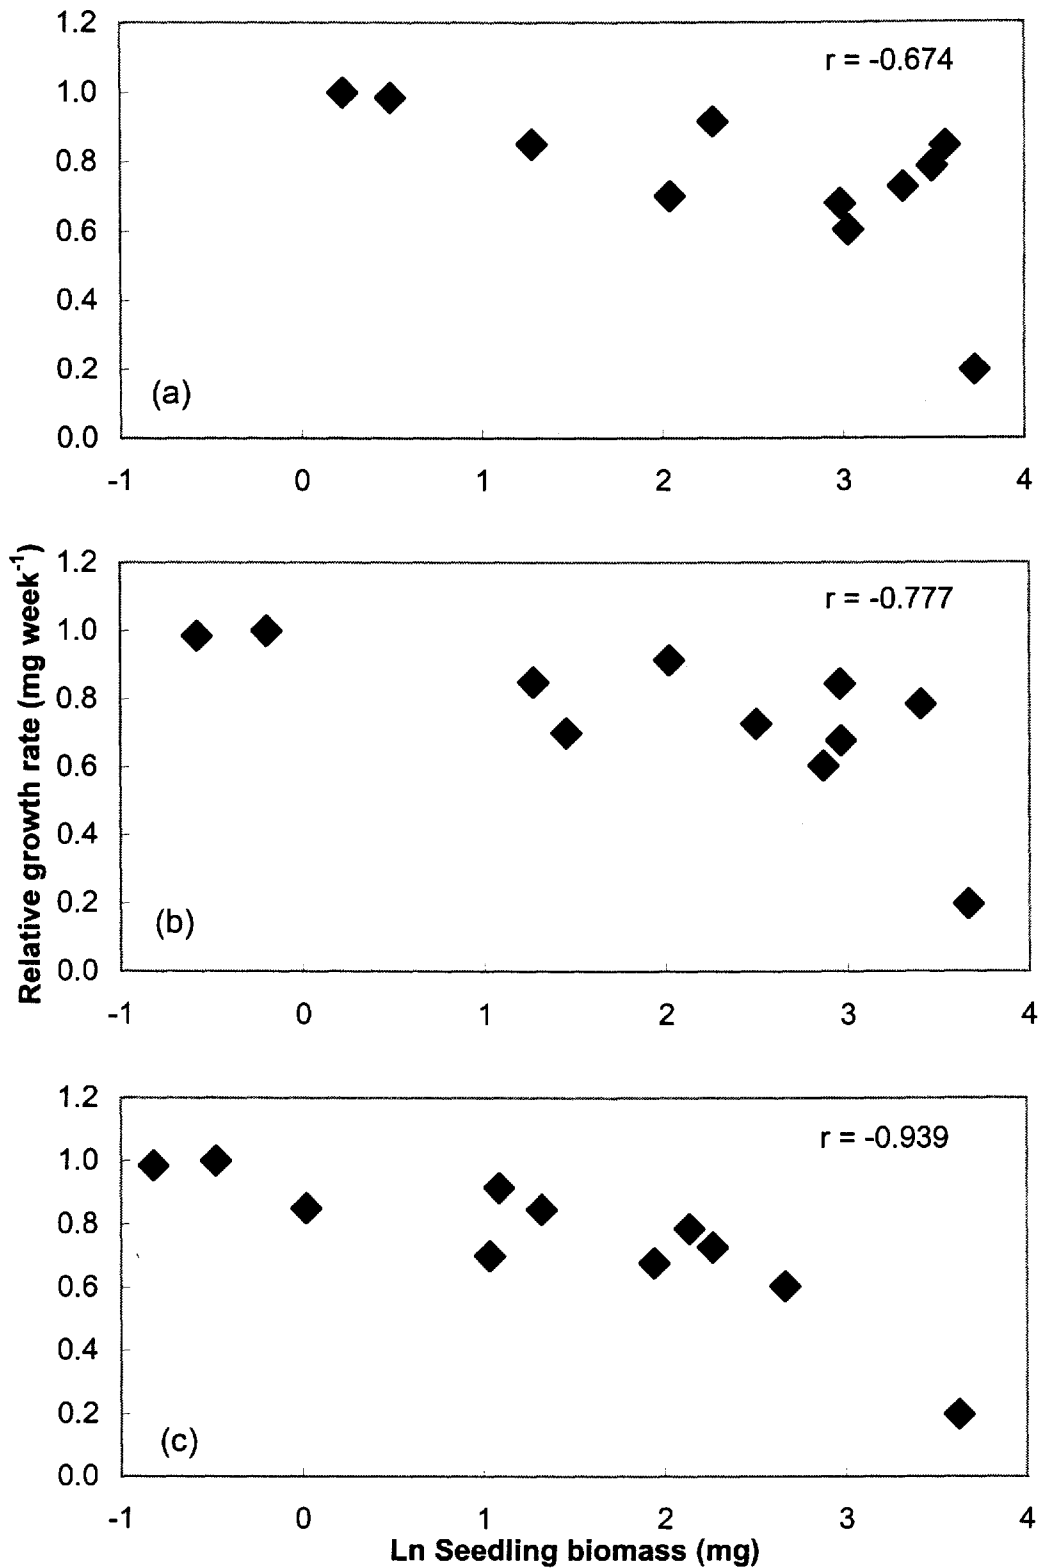 1.2
r = -0.674
1.0
0.8
0.6
0.4
0.2
(a)
0.0
-1 0 1 2 3 4
Relative growth rate (mg week⁻¹)
1.2
r = -0.777
1.0
0.8
0.6
0.4
0.2
(b)
0.0
-1 0 1 2 3 4
1.2
r = -0.939
1.0
0.8
0.6
0.4
0.2
(c)
0.0
-1 0 1 2 3 4
Ln Seedling biomass (mg)